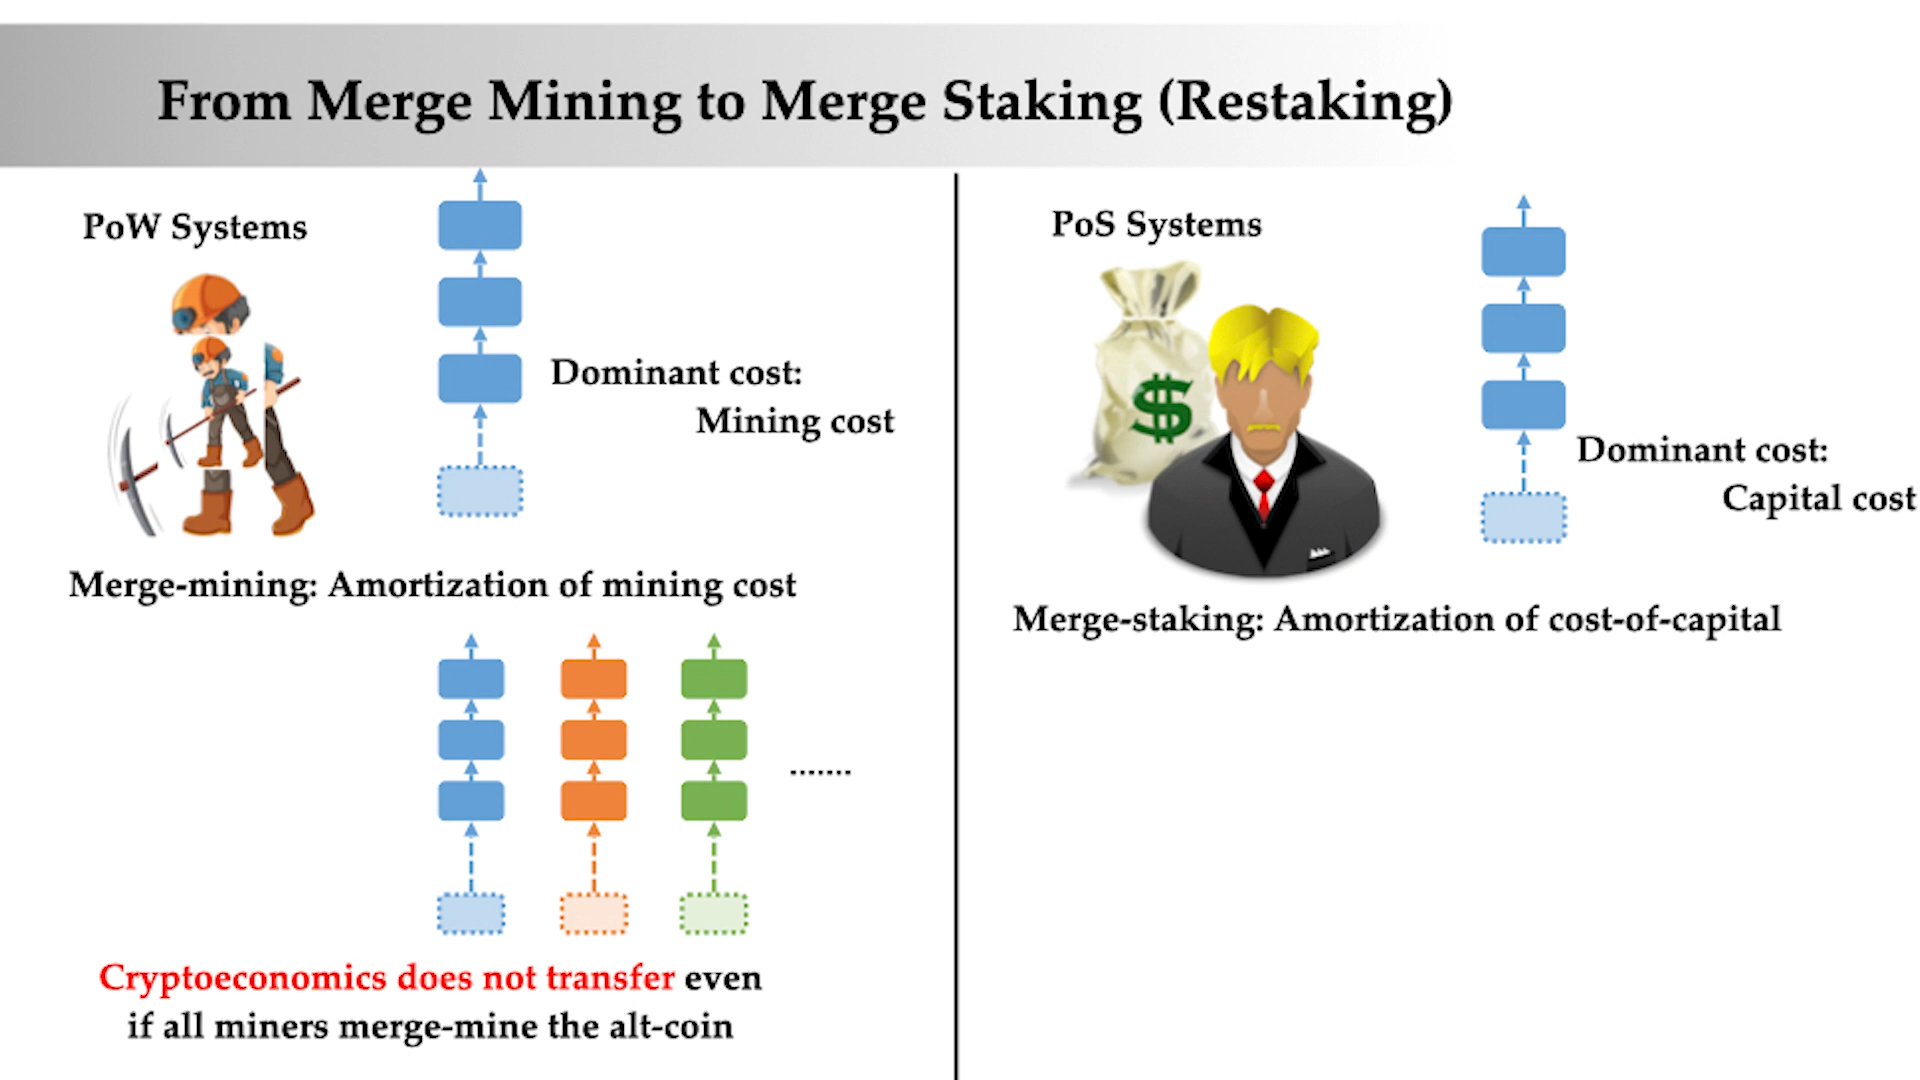 From Merge Mining to Merge Staking (Restaking)
PoW Systems
Dominant cost:
Mining cost
Merge-mining: Amortization of mining cost
.......
Cryptoeconomics does not transfer even
if all miners merge-mine the alt-coin
PoS Systems
$
Dominant cost:
Capital cost
Merge-staking: Amortization of cost-of-capital